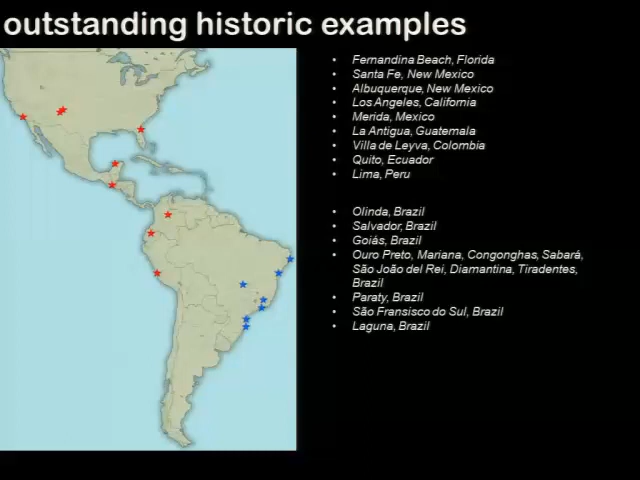 outstanding historic examples
• Fernandina Beach, Florida
• Santa Fe, New Mexico
• Albuquerque, New Mexico
• Los Angeles, California
• Merida, Mexico
• La Antigua, Guatemala
• Villa de Leyva, Colombia
• Quito, Ecuador
• Lima, Peru
• Olinda, Brazil
• Salvador, Brazil
• Goiás, Brazil
• Ouro Preto, Mariana, Congonghas, Sabará,
São João del Rei, Diamantina, Tiradentes,
Brazil
• Paraty, Brazil
• São Fransisco do Sul, Brazil
• Laguna, Brazil